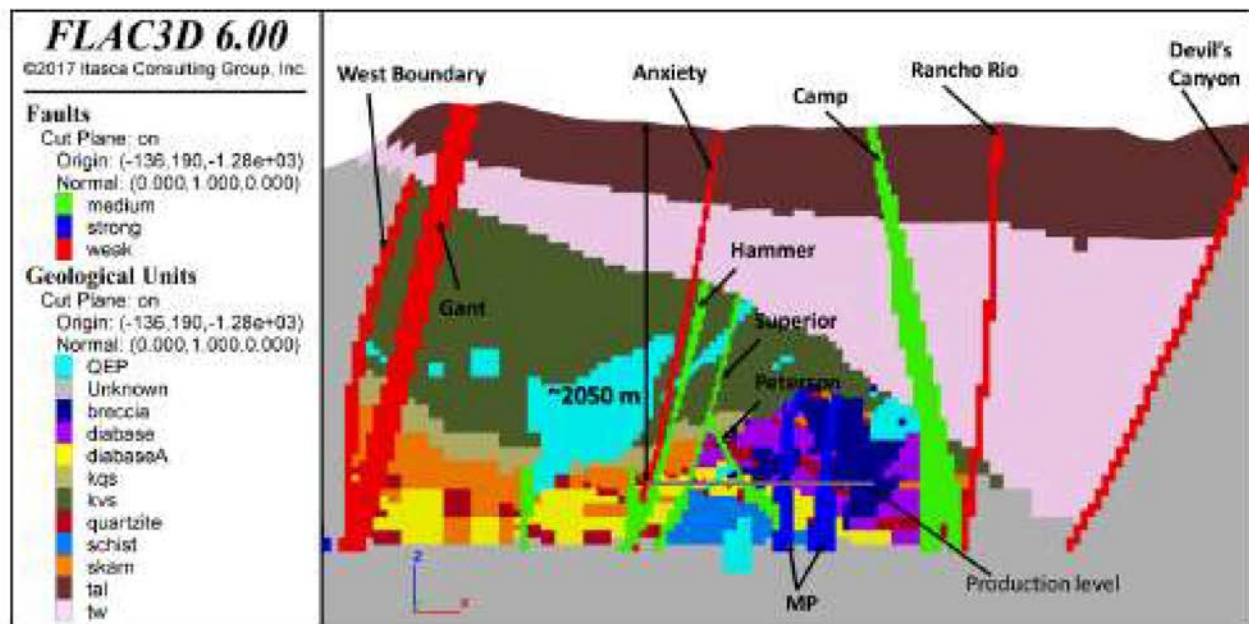 FLAC3D 6.00
©2017 Itasca Consulting Group, Inc.
Faults
Cut Plane: on
Origin: (-136,190,-1.28e+03)
Normal: (0.000,1.000,0.000)
medium
strong
weak
Geological Units
Cut Plane: on
Origin: (-136,190,-1.28e+03)
Normal: (0.000,1.000,0.000)
QEP
Unknown
breccia
diabase
diabaseA
kqs
kvs
quartzite
schist
skarn
tal
tw
West Boundary
Anxiety
Camp
Rancho Rio
Devil's
Canyon
Hammer
Gant
Superior
Peterson
~2050 m
Production level
MP
z
x